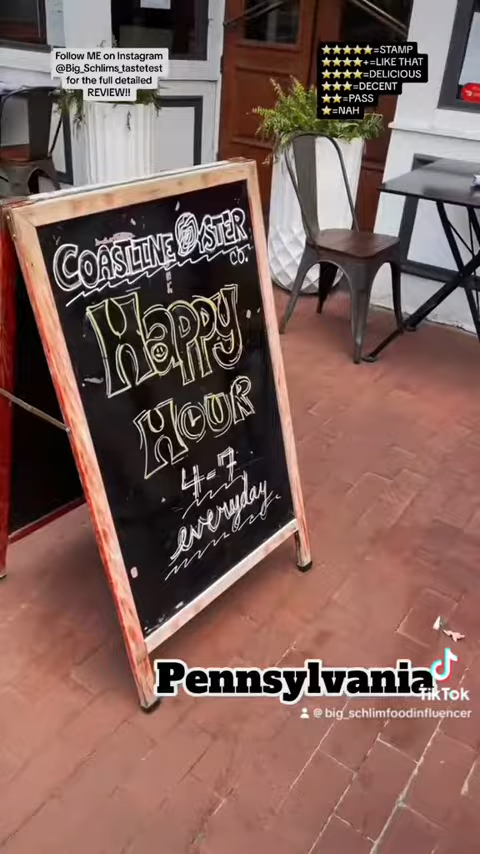 Follow ME on Instagram
@Big_Schlims_tastetest
for the full detailed
REVIEW!!
⭐⭐⭐⭐⭐=STAMP
⭐⭐⭐⭐+=LIKE THAT
⭐⭐⭐⭐=DELICIOUS
⭐⭐⭐=DECENT
⭐⭐=PASS
⭐=NAH
COASTLINE OYSTER
CO.
HAPPY
HOUR
4-7
everyday
Pennsylvania
TikTok
@big_schlimfoodinfluencer